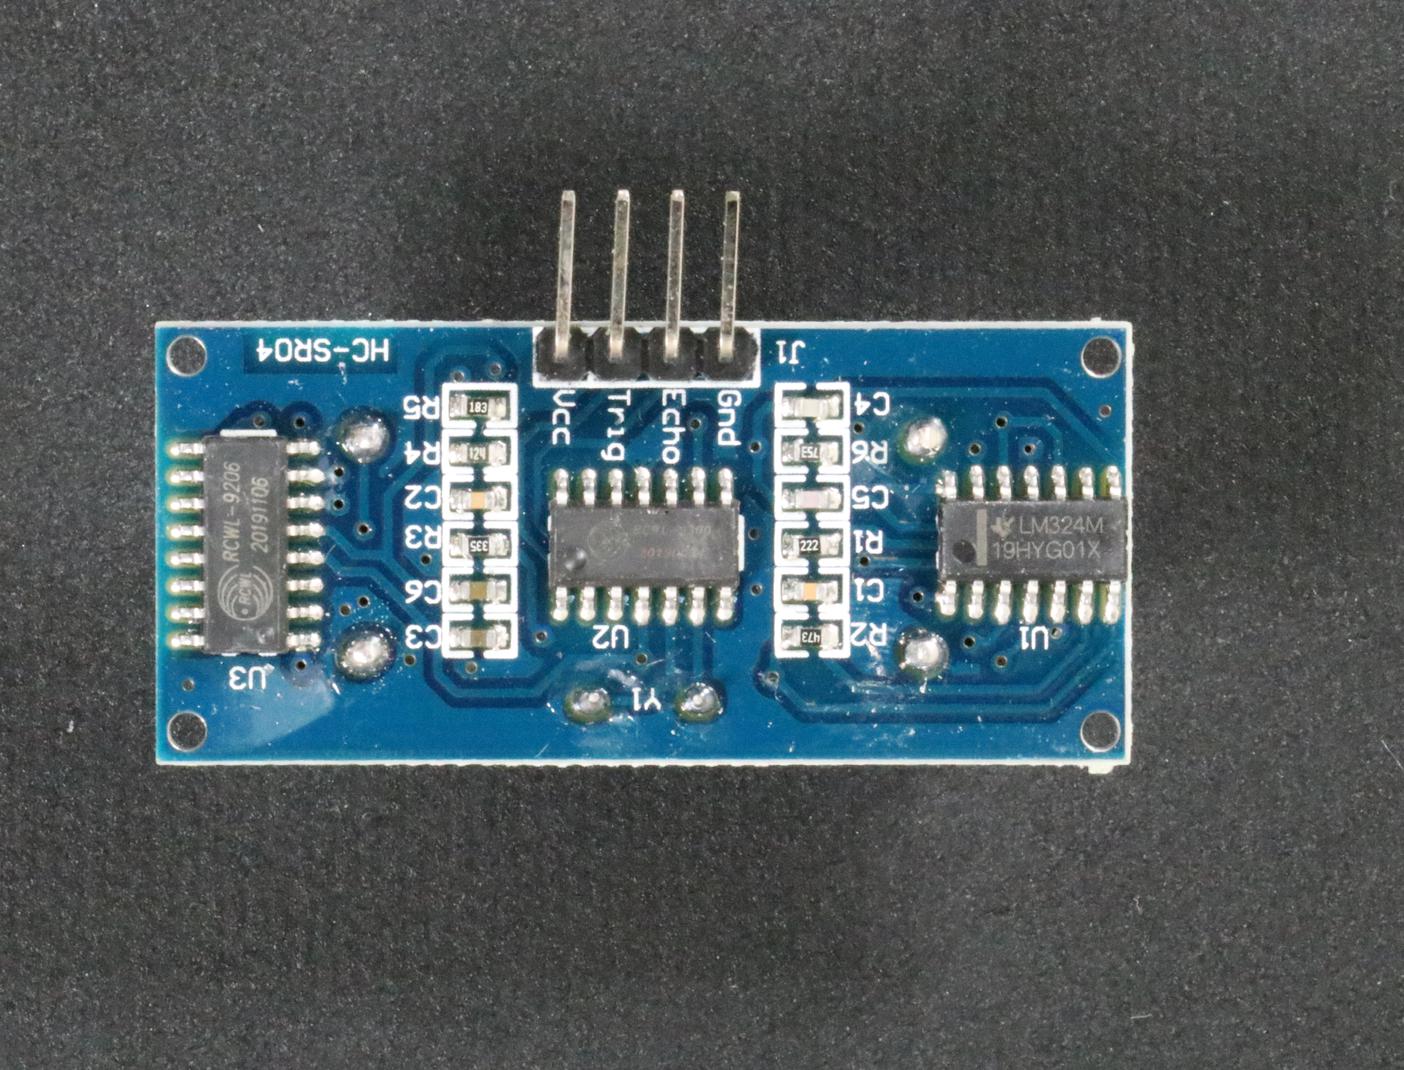 HC-SR04
J1
Vcc
Trig
Echo
Gnd
R5
183
R4
124
C2
R3
335
C6
C3
C4
R6
753
C5
R1
222
C1
R2
473
RCWL-9206
20191106
RCWL
U3
U2
Y1
LM324M
19HYG01X
U1